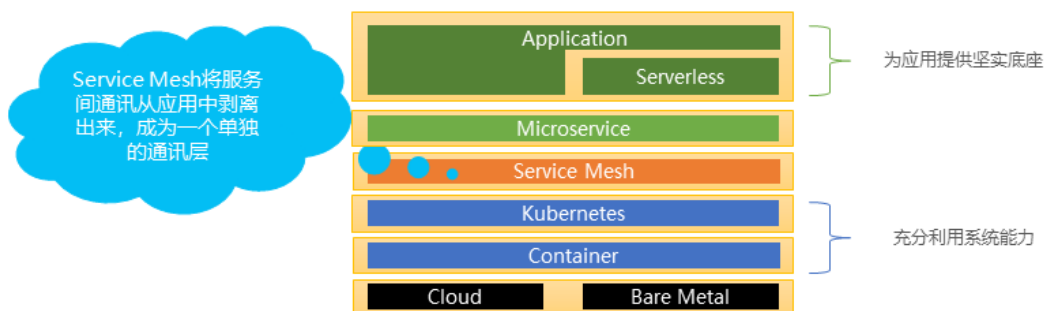 Service Mesh将服务
间通讯从应用中剥离
出来，成为一个单独
的通讯层
Application
Serverless
为应用提供坚实底座
Microservice
Service Mesh
Kubernetes
Container
充分利用系统能力
Cloud
Bare Metal